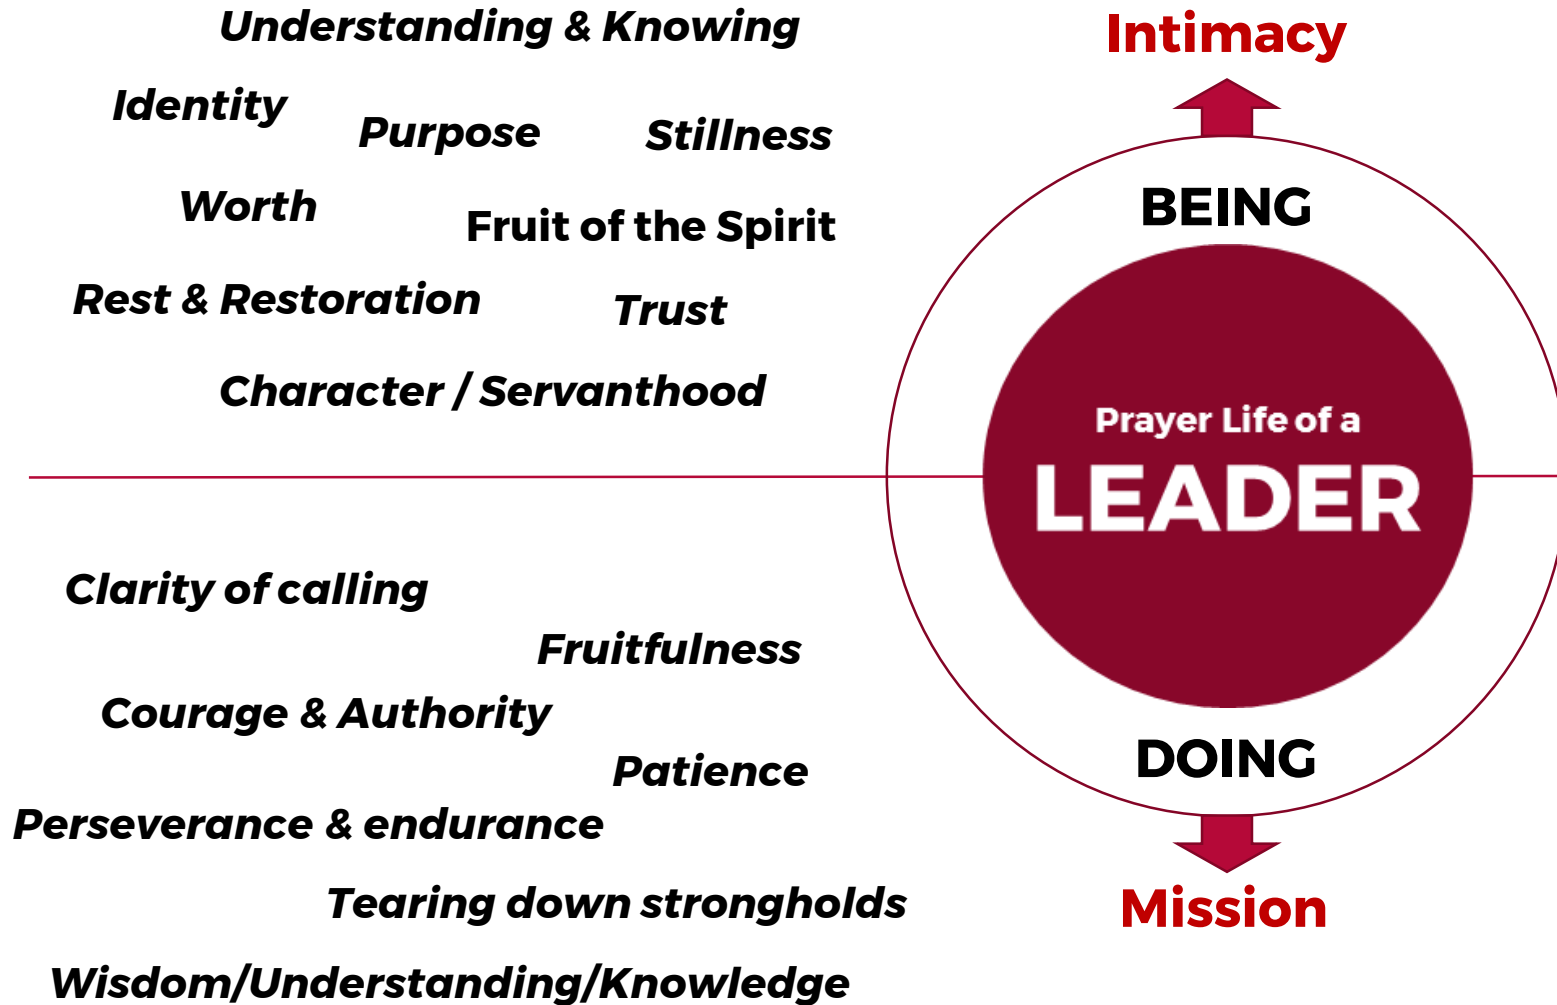 Understanding & Knowing
Identity
Purpose
Stillness
Worth
Fruit of the Spirit
Rest & Restoration
Trust
Character / Servanthood
Clarity of calling
Fruitfulness
Courage & Authority
Patience
Perseverance & endurance
Tearing down strongholds
Wisdom/Understanding/Knowledge
Intimacy
BEING
Prayer Life of a
LEADER
DOING
Mission